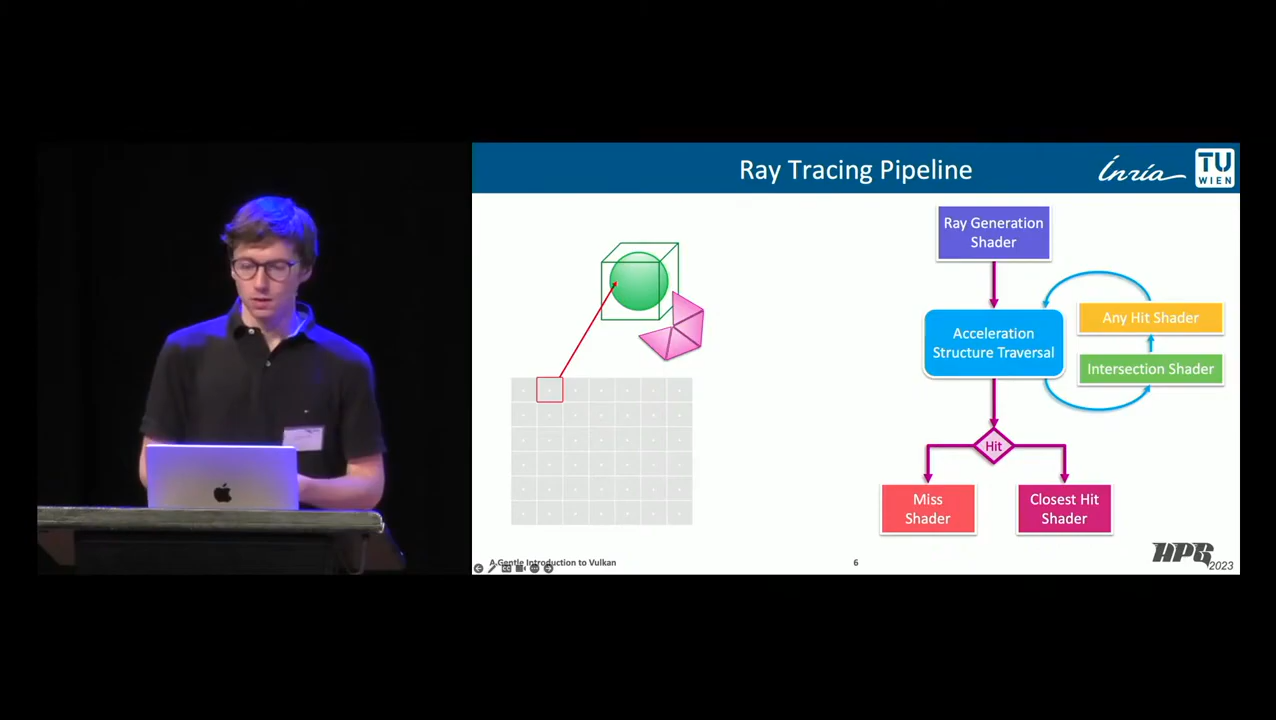 Ray Tracing Pipeline
Inria
TU
WIEN
Ray Generation
Shader
Acceleration
Structure Traversal
Any Hit Shader
Intersection Shader
Hit
Miss
Shader
Closest Hit
Shader
A Gentle Introduction to Vulkan
6
HPG
2023